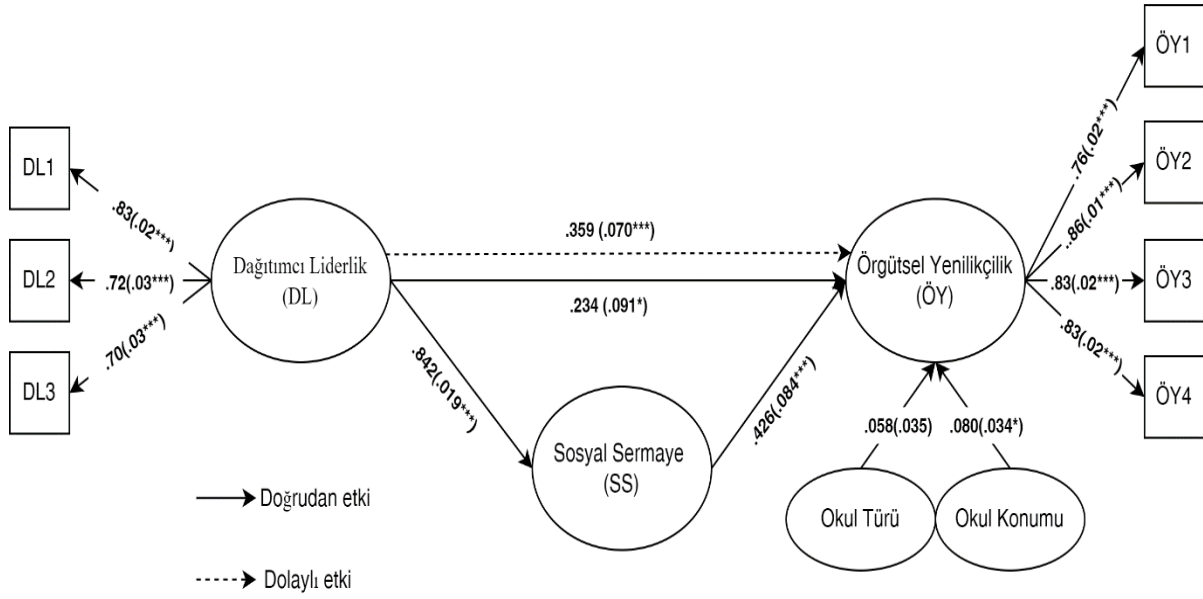 ÖY1
DL1
.83(.02***)
.76(.02***)
ÖY2
.86(.01***)
DL2
.72(.03***)
Dağıtımcı Liderlik
(DL)
.359 (.070***)
.234 (.091*)
Örgütsel Yenilikçilik
(ÖY)
.83(.02***)
ÖY3
DL3
.70(.03***)
.83(.02***)
ÖY4
.842(.019***)
.426(.084***)
.058(.035)
.080(.034*)
Sosyal Sermaye
(SS)
Okul Türü
Okul Konumu
Doğrudan etki
Dolaylı etki